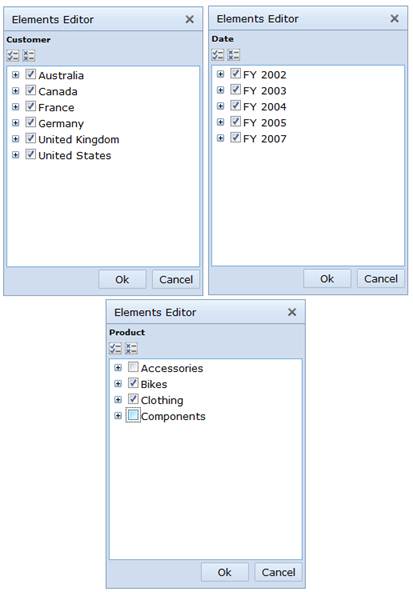 Elements Editor
Customer
Australia
Canada
France
Germany
United Kingdom
United States
Ok
Cancel
Elements Editor
Date
FY 2002
FY 2003
FY 2004
FY 2005
FY 2007
Ok
Cancel
Elements Editor
Product
Accessories
Bikes
Clothing
Components
Ok
Cancel